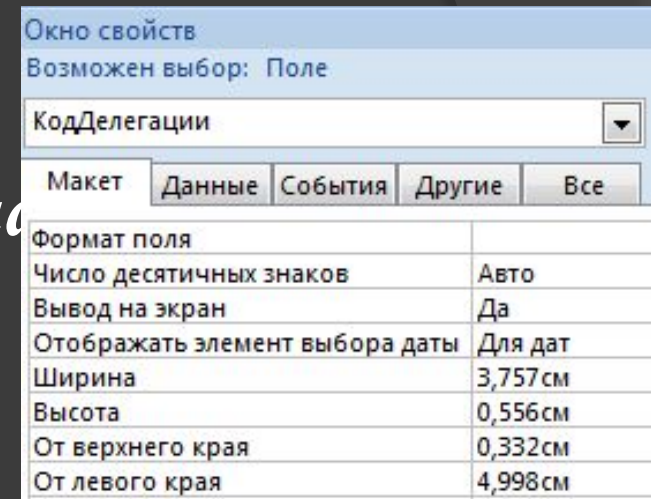 Окно свойств
Возможен выбор: Поле
КодДелегации
Макет Данные События Другие Все
Формат поля
Число десятичных знаков Авто
Вывод на экран Да
Отображать элемент выбора даты Для дат
Ширина 3,757см
Высота 0,556см
От верхнего края 0,332см
От левого края 4,998см